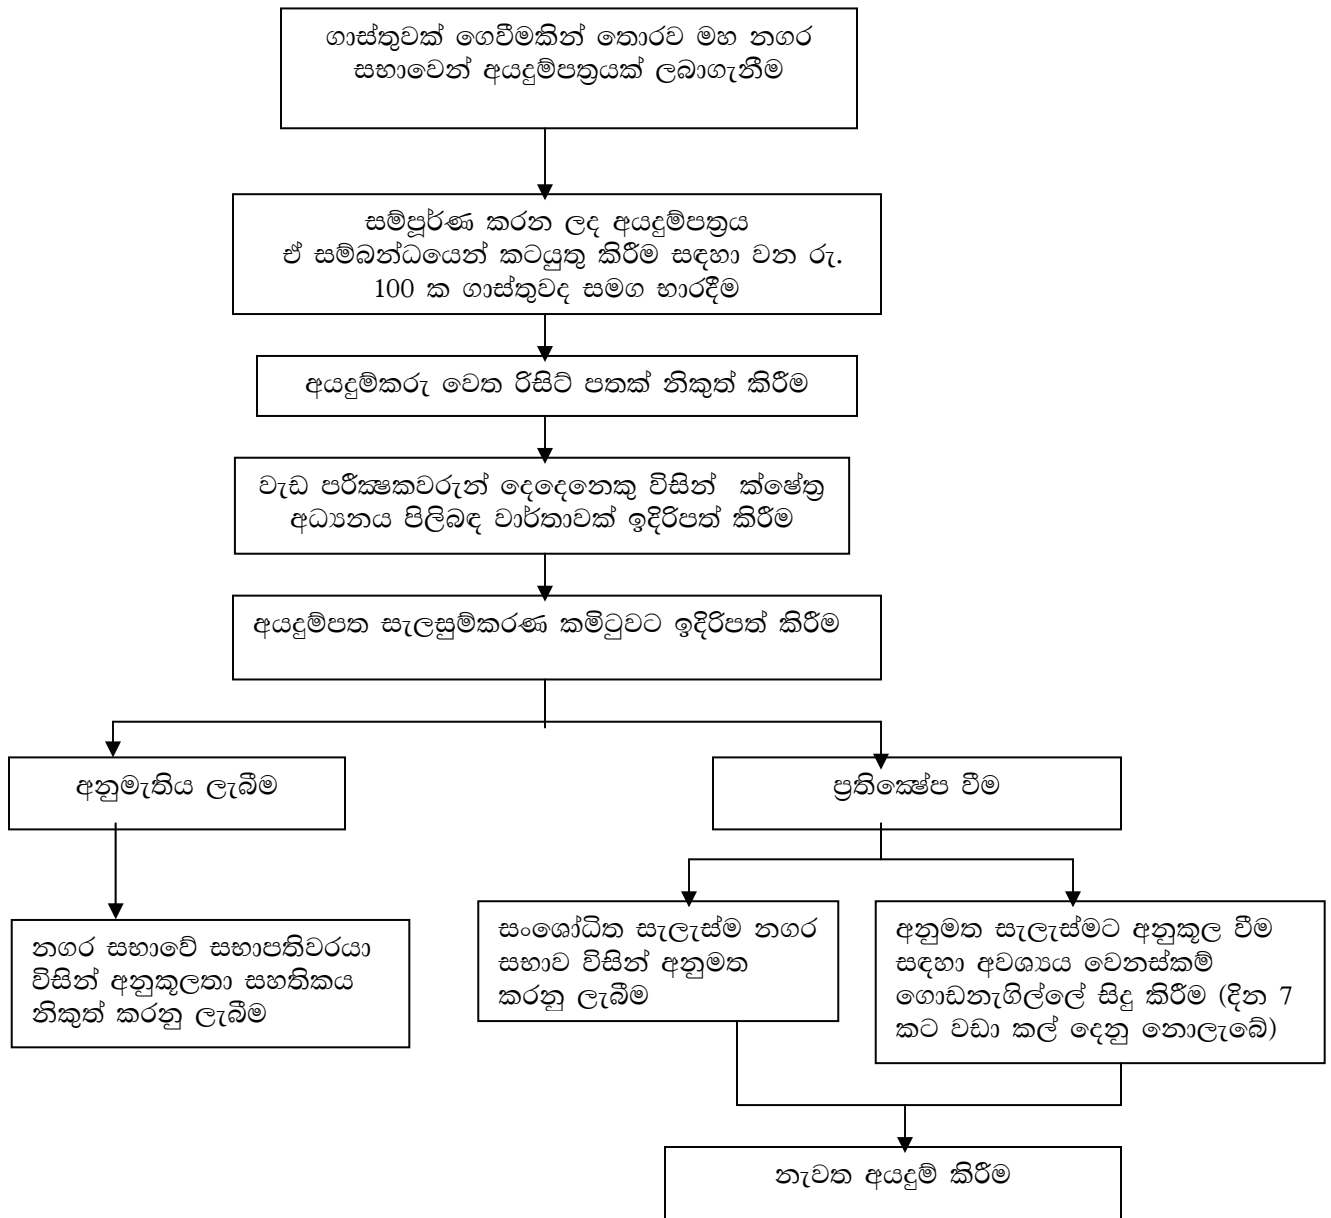 ගාස්තුවක් ගෙවීමකින් තොරව මහ නගර
සභාවෙන් අයදුම්පත්‍රයක් ලබාගැනීම
සම්පූර්ණ කරන ලද අයදුම්පත්‍රය
ඒ සම්බන්ධයෙන් කටයුතු කිරීම සඳහා වන රු.
100 ක ගාස්තුවද සමග භාරදීම
අයදුම්කරු වෙත රිසිට් පතක් නිකුත් කිරීම
වැඩ පරීක්‍ෂකවරුන් දෙදෙනෙකු විසින් ක්ෂේත්‍ර
අධ්‍යනය පිලිබඳ වාර්තාවක් ඉදිරිපත් කිරීම
අයදුම්පත සැලසුම්කරණ කමිටුවට ඉදිරිපත් කිරීම
අනුමැතිය ලැබීම
ප්‍රතික්‍ෂේප වීම
නගර සභාවේ සභාපතිවරයා
විසින් අනුකූලතා සහතිකය
නිකුත් කරනු ලැබීම
සංශෝධිත සැලැස්ම නගර
සභාව විසින් අනුමත
කරනු ලැබීම
අනුමත සැලැස්මට අනුකූල වීම
සඳහා අවශ්‍යය වෙනස්කම්
ගොඩනැගිල්ලේ සිදු කිරීම (දින 7
කට වඩා කල් දෙනු නොලැබේ)
නැවත අයදුම් කිරීම